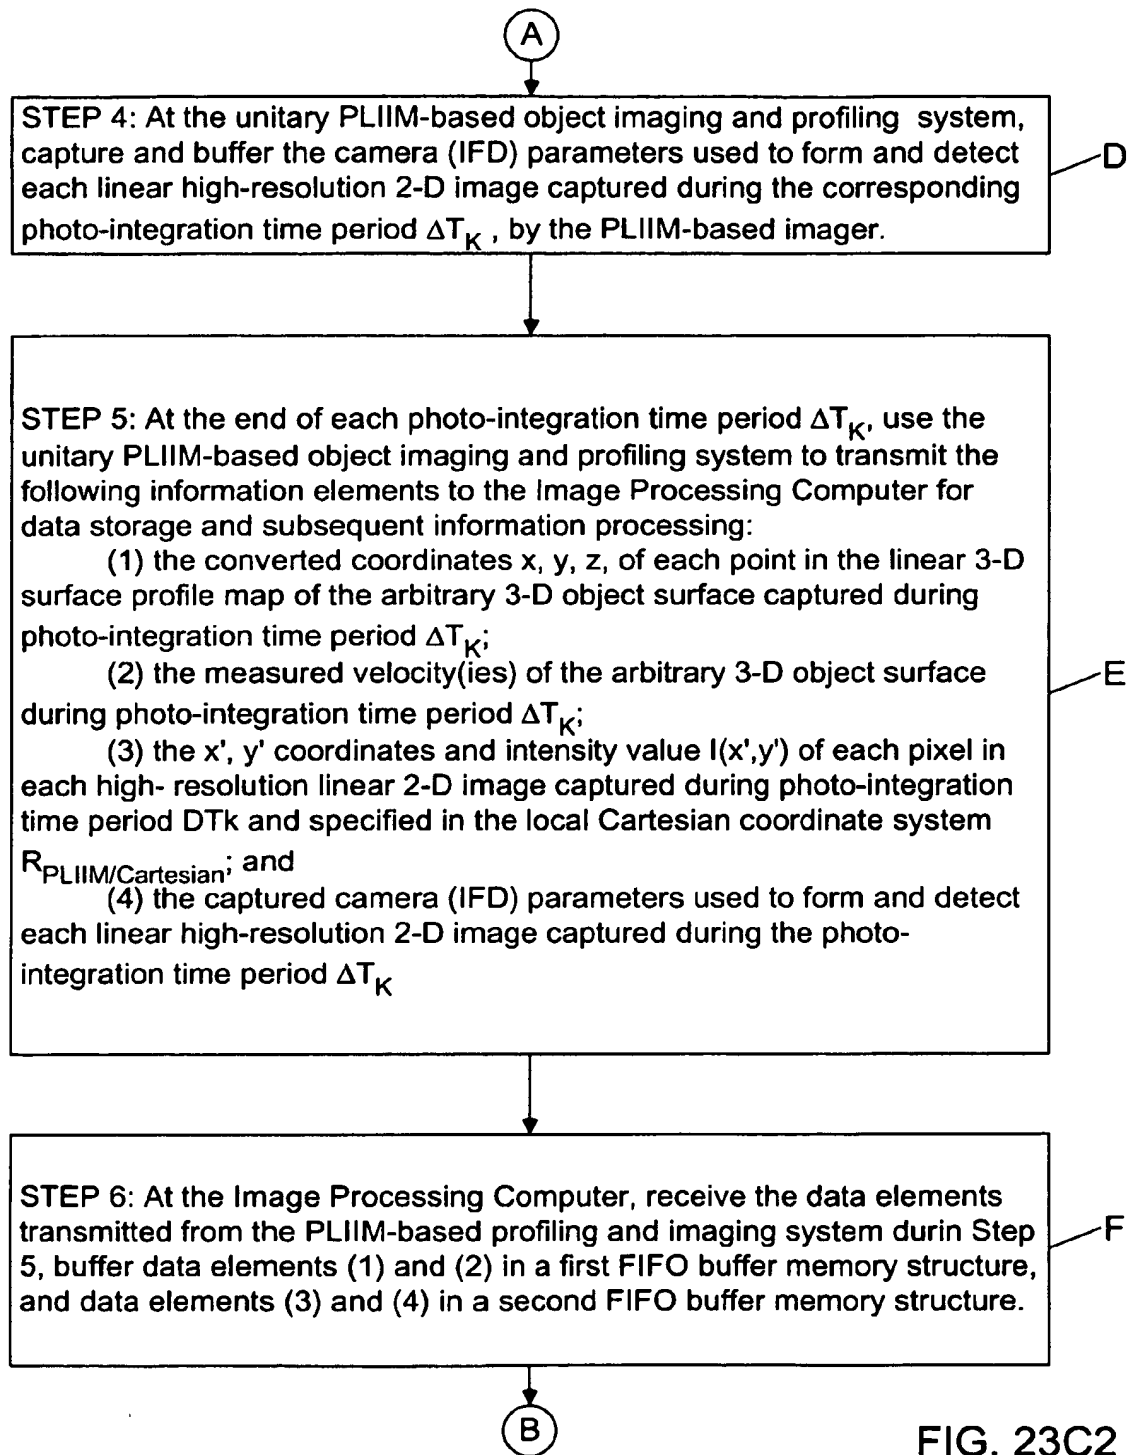 A
STEP 4: At the unitary PLIIM-based object imaging and profiling system,
capture and buffer the camera (IFD) parameters used to form and detect
each linear high-resolution 2-D image captured during the corresponding
photo-integration time period ΔT_K , by the PLIIM-based imager.
D
STEP 5: At the end of each photo-integration time period ΔT_K, use the
unitary PLIIM-based object imaging and profiling system to transmit the
following information elements to the Image Processing Computer for
data storage and subsequent information processing:
(1) the converted coordinates x, y, z, of each point in the linear 3-D
surface profile map of the arbitrary 3-D object surface captured during
photo-integration time period ΔT_K;
(2) the measured velocity(ies) of the arbitrary 3-D object surface
during photo-integration time period ΔT_K;
(3) the x', y' coordinates and intensity value I(x',y') of each pixel in
each high- resolution linear 2-D image captured during photo-integration
time period DTk and specified in the local Cartesian coordinate system
R_PLIIM/Cartesian; and
(4) the captured camera (IFD) parameters used to form and detect
each linear high-resolution 2-D image captured during the photo-
integration time period ΔT_K
E
STEP 6: At the Image Processing Computer, receive the data elements
transmitted from the PLIIM-based profiling and imaging system durin Step
5, buffer data elements (1) and (2) in a first FIFO buffer memory structure,
and data elements (3) and (4) in a second FIFO buffer memory structure.
F
B
FIG. 23C2